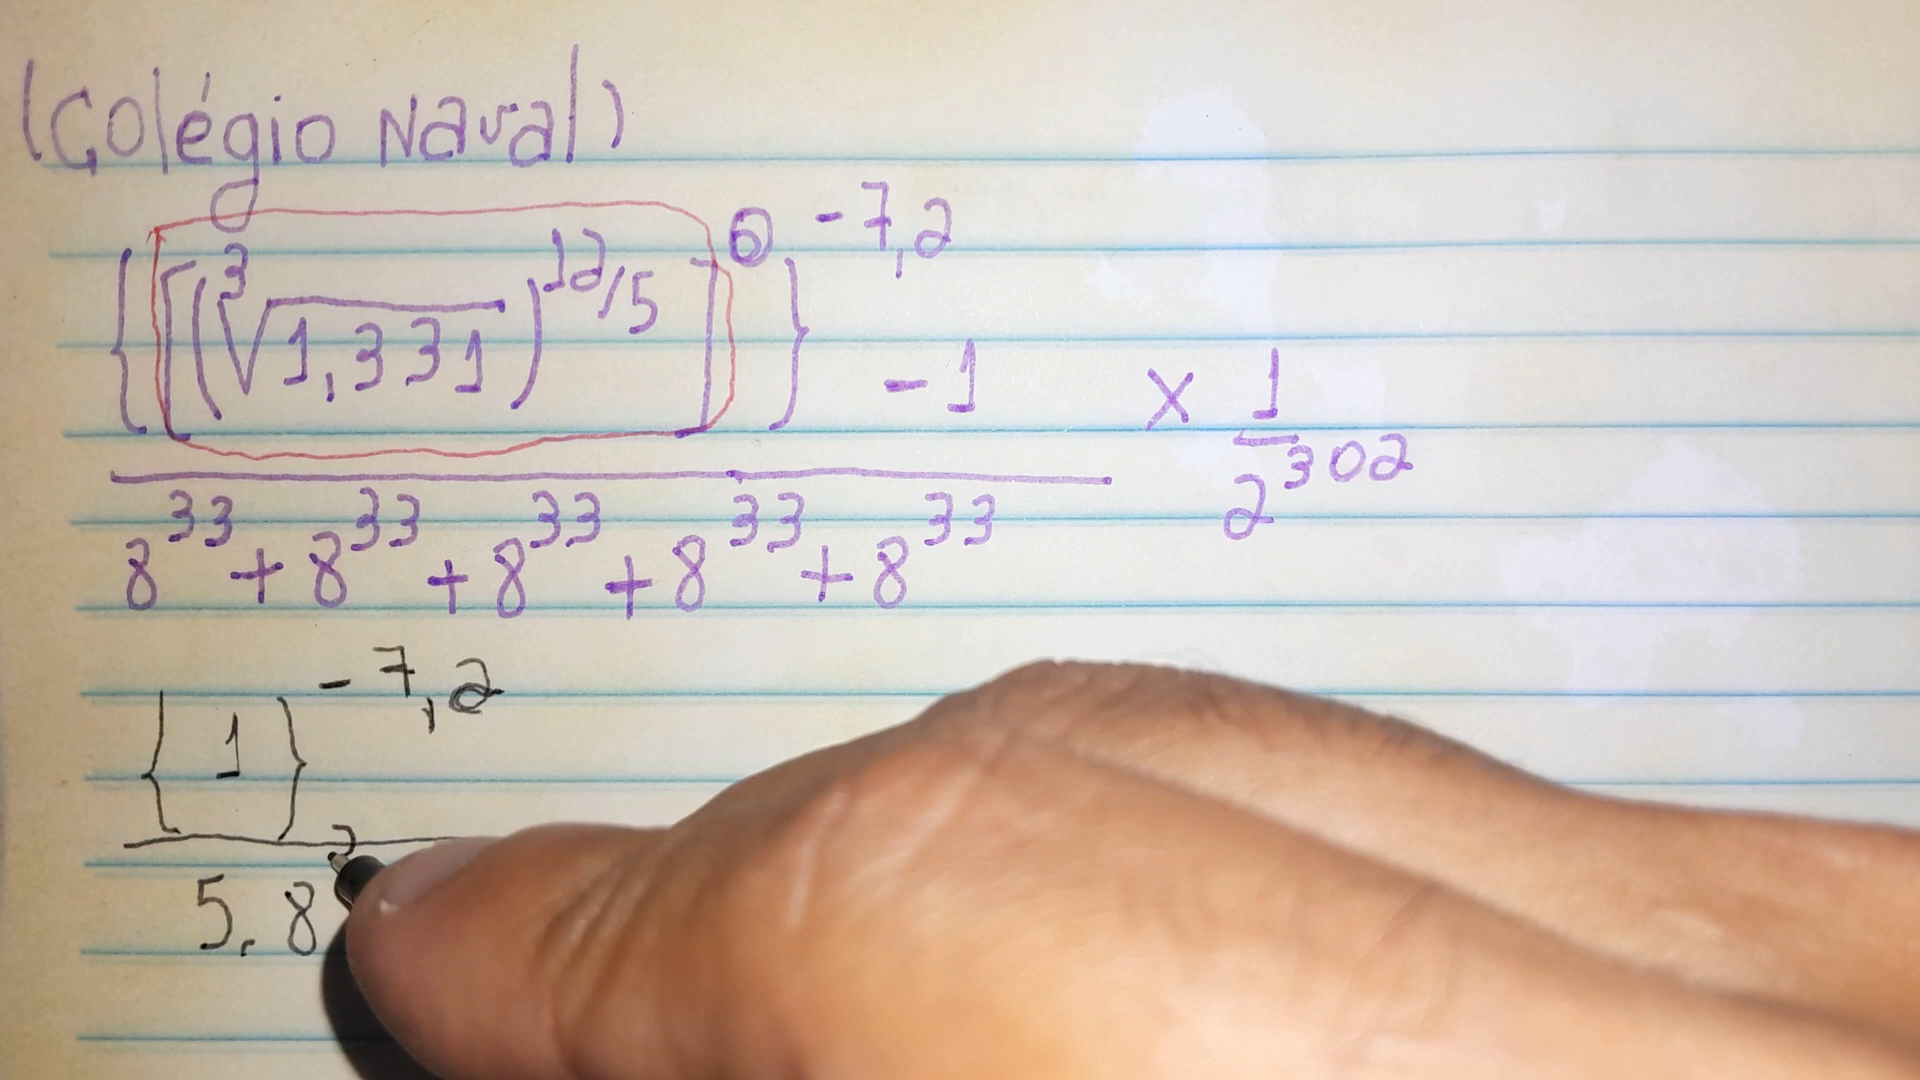 (Colégio Naval)
{[(∛1,331)^12/5]^0}^-7,2 - 1 × 1/2^302
8^33 + 8^33 + 8^33 + 8^33 + 8^33
{1}^-7,2
5.8